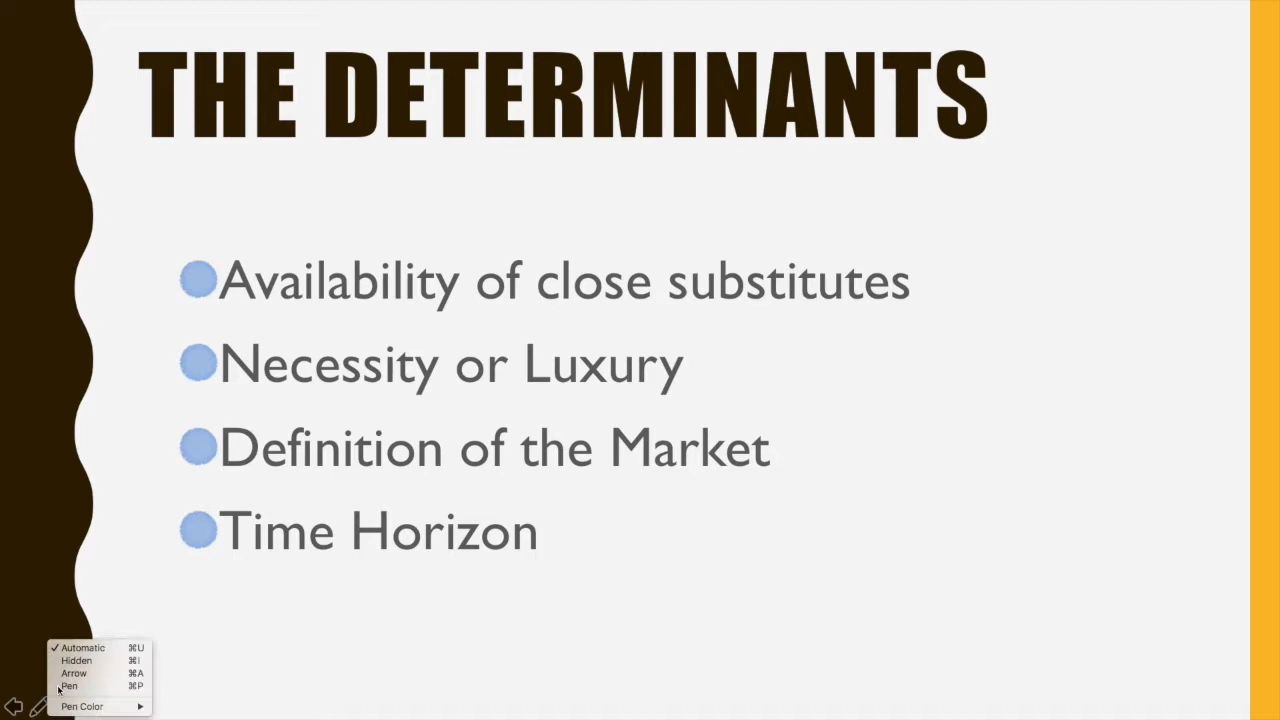 THE DETERMINANTS
Availability of close substitutes
Necessity or Luxury
Definition of the Market
Time Horizon
✓ Automatic ⌘U
Hidden ⌘I
Arrow ⌘A
Pen ⌘P
Pen Color